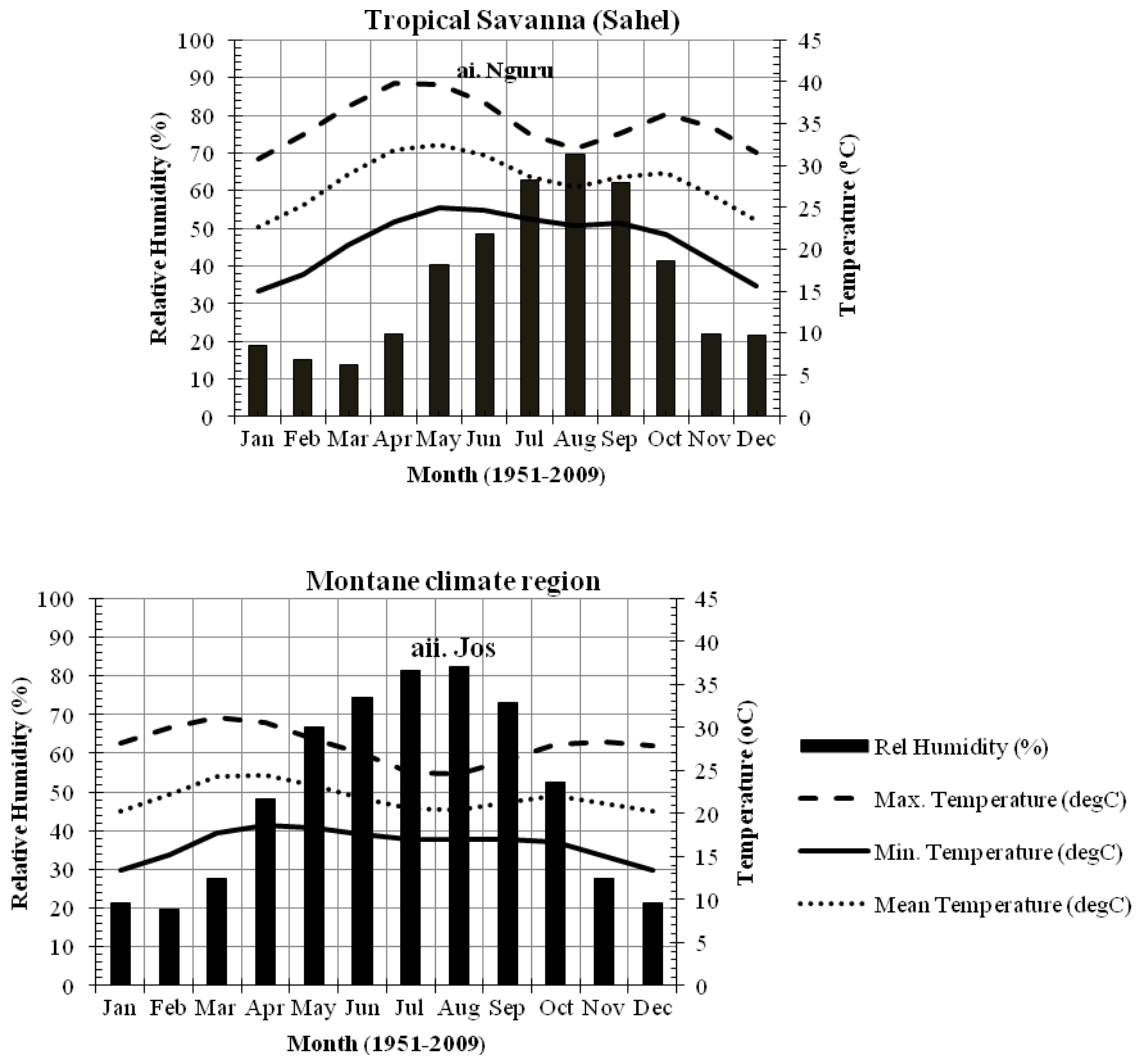 Tropical Savanna (Sahel)
ai. Nguru
Relative Humidity (%)
100
90
80
70
60
50
40
30
20
10
0
45
40
35
30
25
20
15
10
5
0
Temperature (ºC)
Jan Feb Mar Apr May Jun Jul Aug Sep Oct Nov Dec
Month (1951-2009)
Montane climate region
aii. Jos
Relative Humidity (%)
100
90
80
70
60
50
40
30
20
10
0
45
40
35
30
25
20
15
10
5
0
Temperature (oC)
Jan Feb Mar Apr May Jun Jul Aug Sep Oct Nov Dec
Month (1951-2009)
Rel Humidity (%)
Max. Temperature (degC)
Min. Temperature (degC)
Mean Temperature (degC)